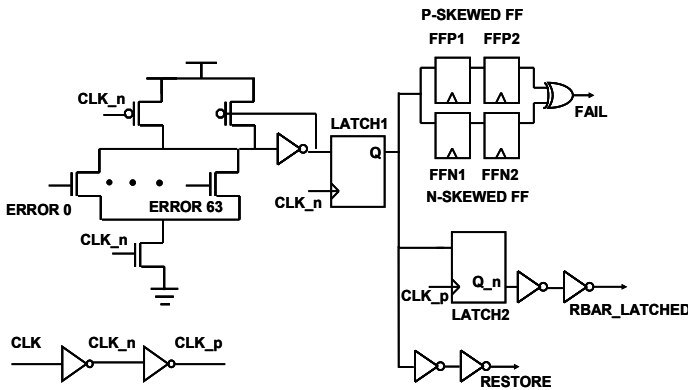 P-SKEWED FF
FFP1 FFP2
CLK_n
LATCH1
Q
FAIL
FFN1 FFN2
N-SKEWED FF
ERROR 0
ERROR 63
CLK_n
CLK_n
Q_n
CLK_p
RBAR_LATCHED
LATCH2
CLK CLK_n CLK_p
RESTORE